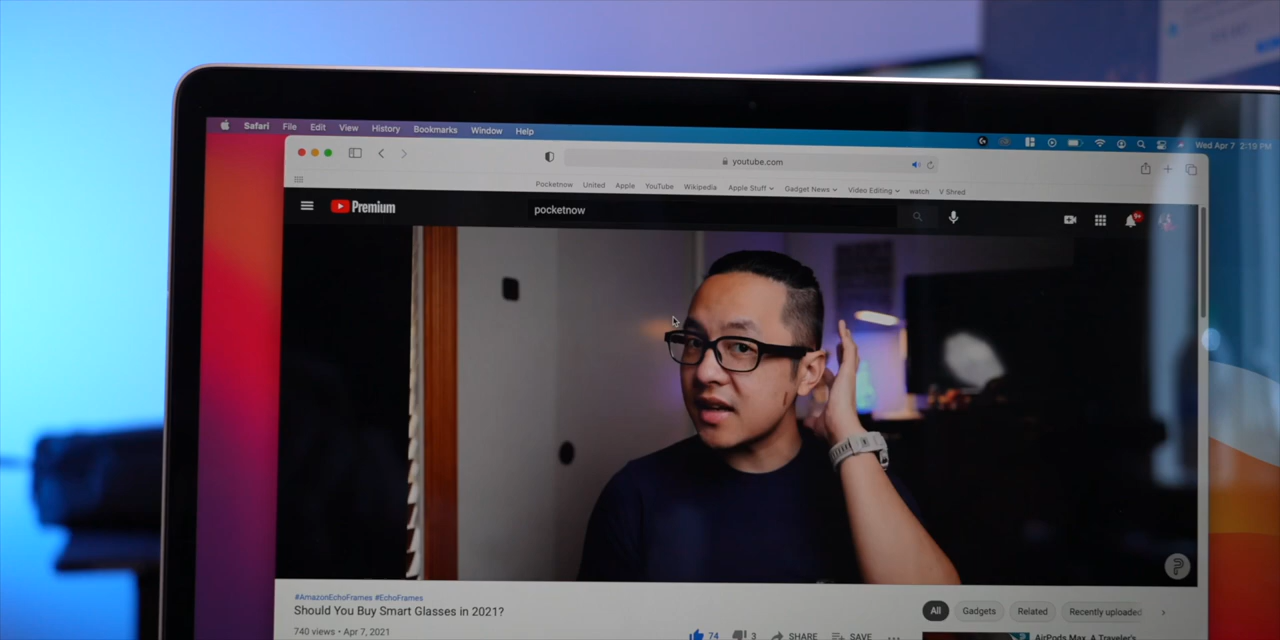 Safari File Edit View History Bookmarks Window Help
Wed Apr 7 2:19 PM
youtube.com
Pocketnow United Apple YouTube Wikipedia Apple Stuff Gadget News Video Editing watch V Shred
Premium
pocketnow
9+
#AmazonEchoFrames #EchoFrames
Should You Buy Smart Glasses in 2021?
740 views • Apr 7, 2021
74 3 SHARE SAVE
All Gadgets Related Recently uploaded
AirPods Max, A Traveler's